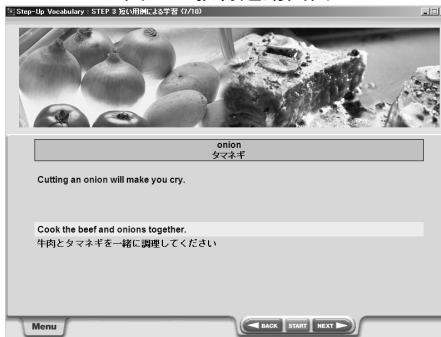 Step-Up Vocabulary : STEP 3 短い用例による学習 (7/10)
onion
タマネギ
Cutting an onion will make you cry.
Cook the beef and onions together.
牛肉とタマネギを一緒に調理してください
Menu
BACK START NEXT